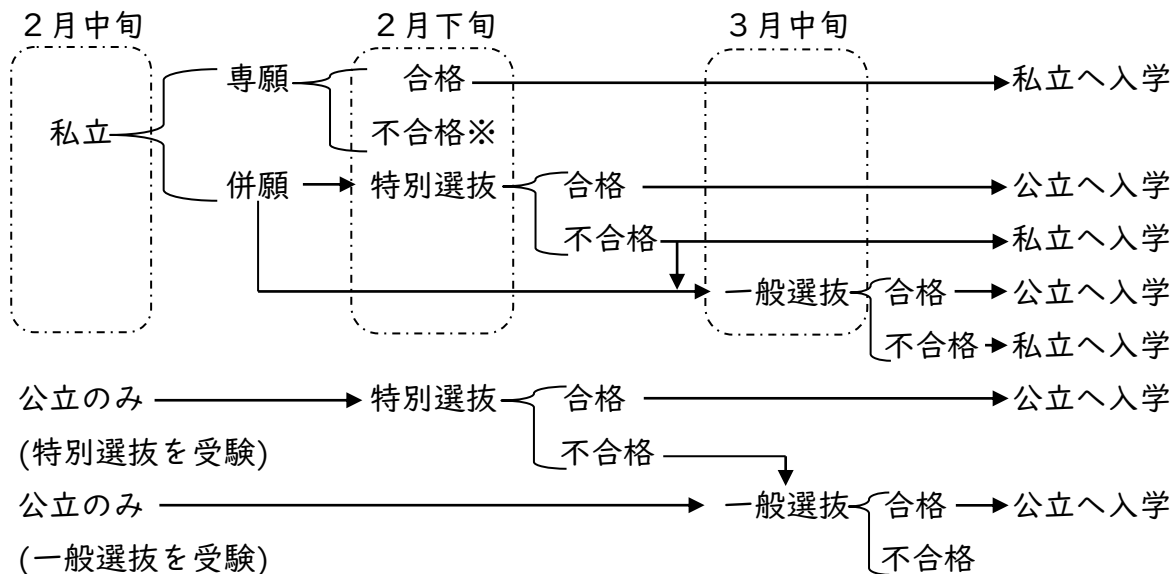 ２月中旬 ２月下旬 ３月中旬
専願 合格 私立へ入学
私立 不合格※
併願 特別選抜 合格 公立へ入学
不合格 私立へ入学
一般選抜 合格 公立へ入学
不合格 私立へ入学
公立のみ 特別選抜 合格 公立へ入学
(特別選抜を受験) 不合格
公立のみ 一般選抜 合格 公立へ入学
(一般選抜を受験) 不合格